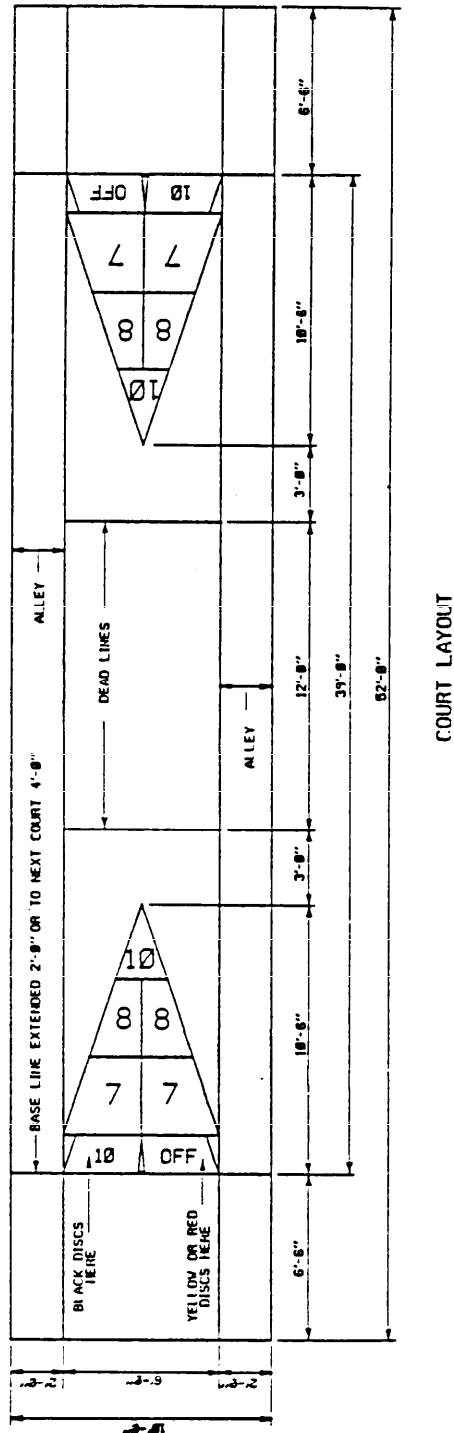 6'-6"
OFF
10
7
7
10'-6"
8
8
10
3'-0"
ALLEY
DEAD LINES
12'-0"
39'-0"
52'-0"
ALLEY
BASE LINE EXTENDED 2'-0" OR TO NEXT COURT 4'-0"
3'-0"
10
8
8
10'-6"
7
7
10
OFF
BLACK DISCS
HERE
YELLOW OR RED
DISCS HERE
6'-6"
COURT LAYOUT